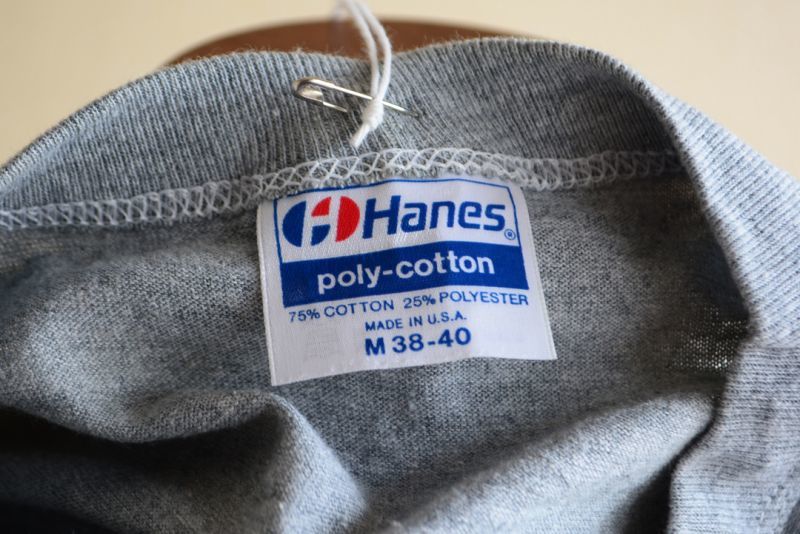 Hanes®
poly-cotton
75% COTTON 25% POLYESTER
MADE IN U.S.A.
M 38-40